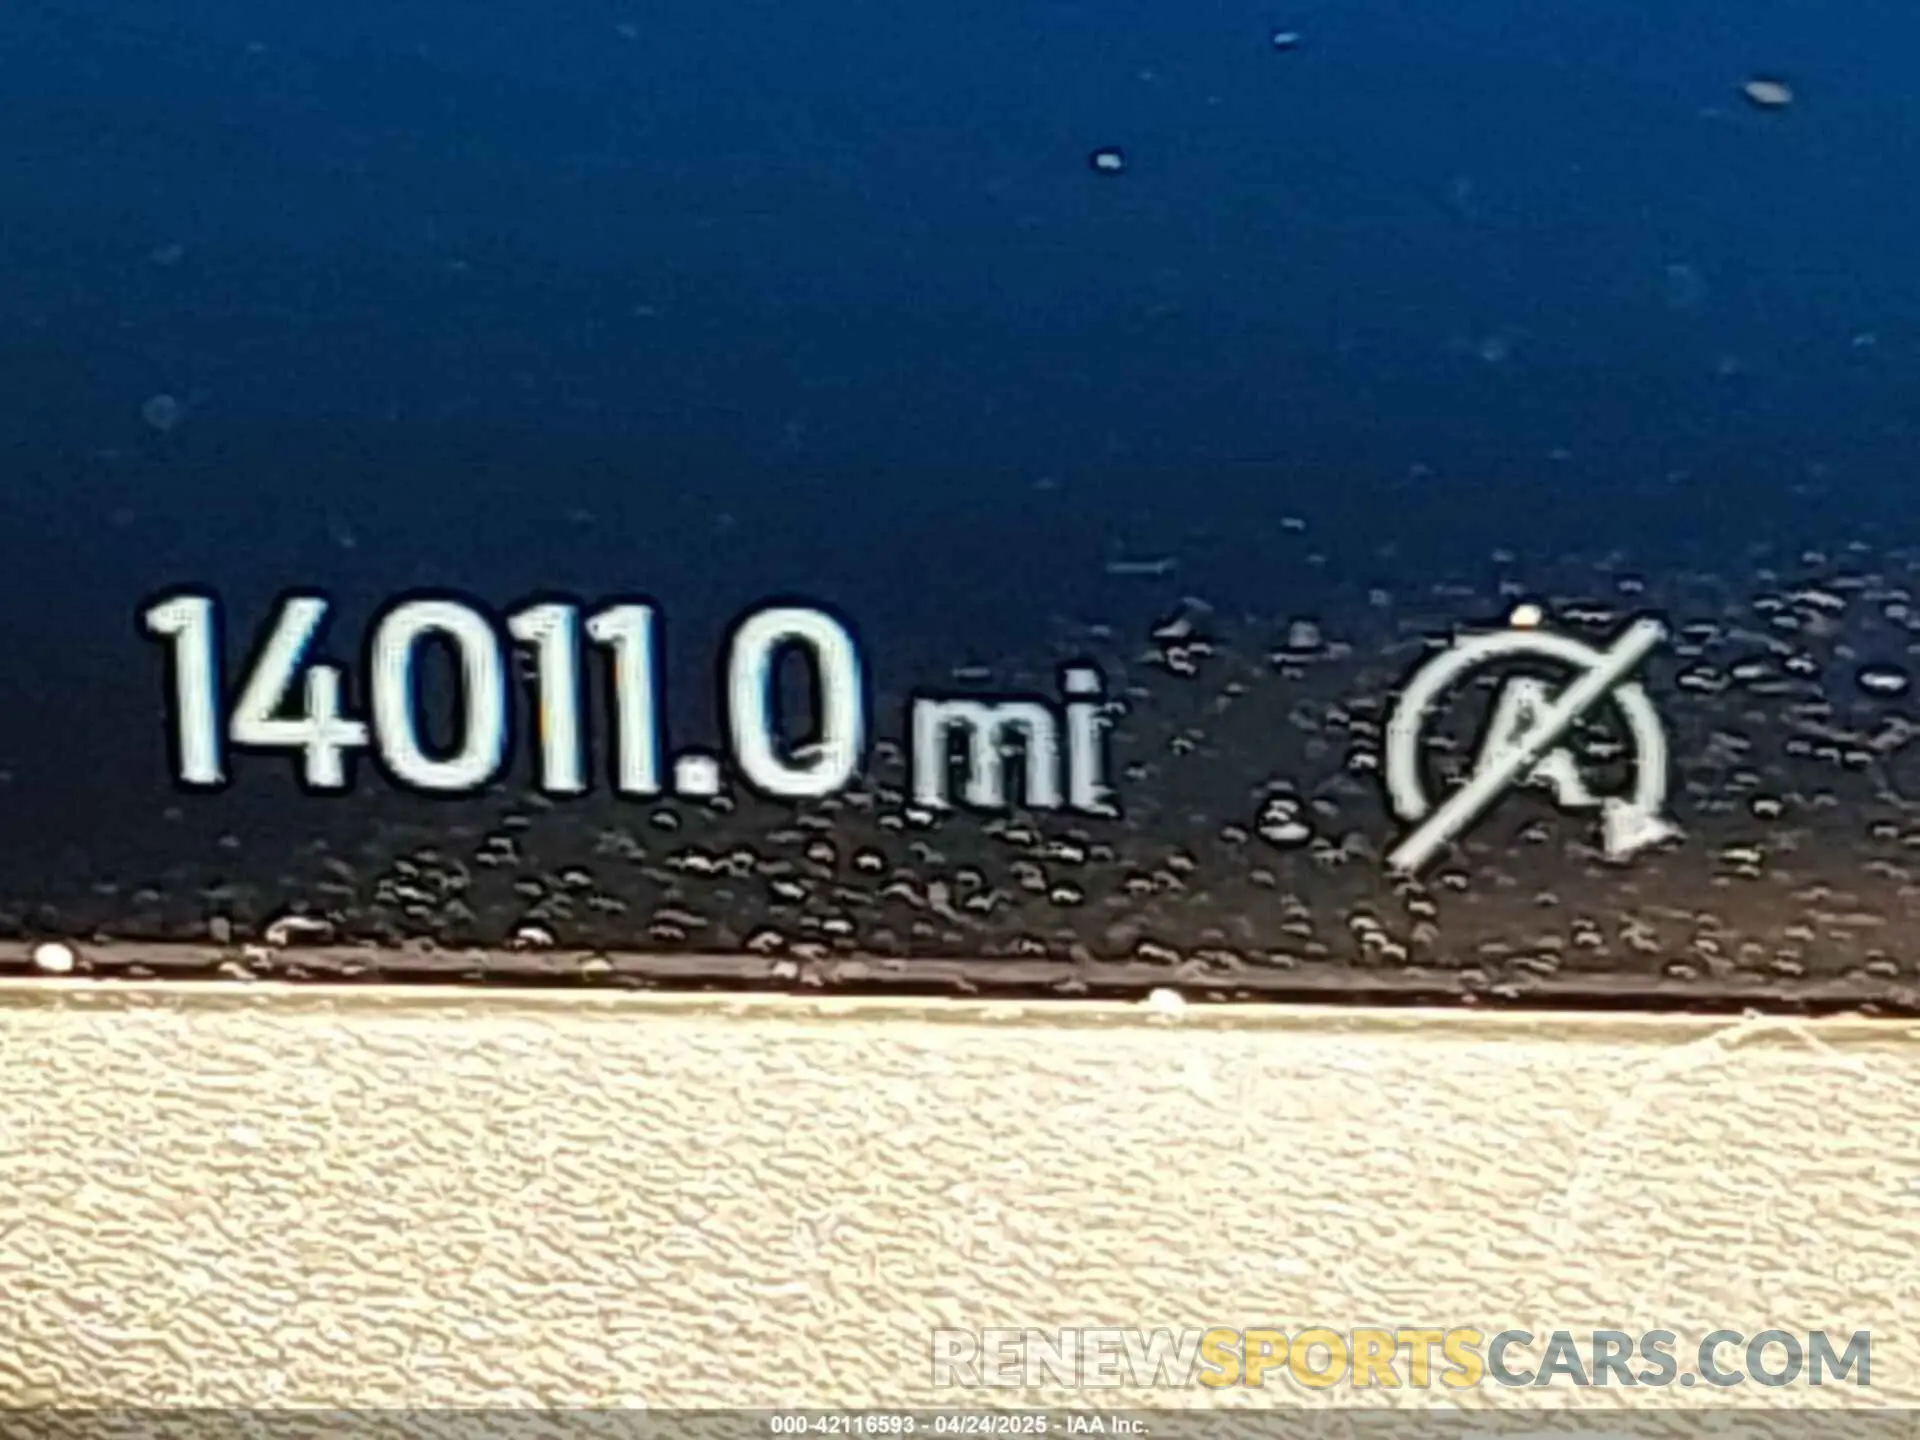 14011.0 mi
A
RENEWSPORTSCARS.COM
000-42116593 - 04/24/2025 - IAA Inc.